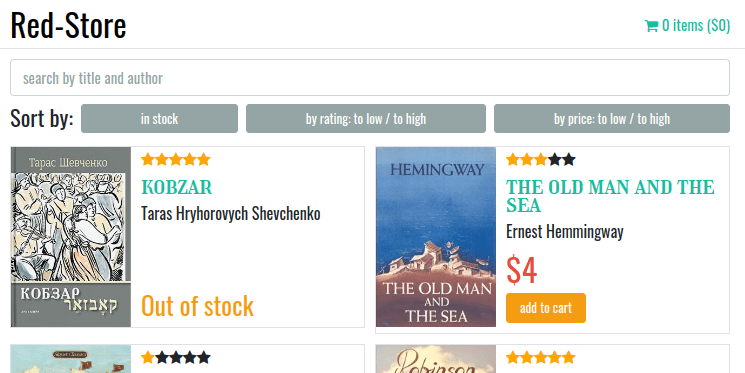 Red-Store
0 items ($0)
search by title and author
Sort by:
in stock
by rating: to low / to high
by price: to low / to high
Тарас Шевченко
КОБЗАР
קאָבזאַר
KOBZAR
Taras Hryhorovych Shevchenko
Out of stock
HEMINGWAY
THE OLD MAN
AND
THE SEA
THE OLD MAN AND THE
SEA
Ernest Hemmingway
$4
add to cart
Robinson